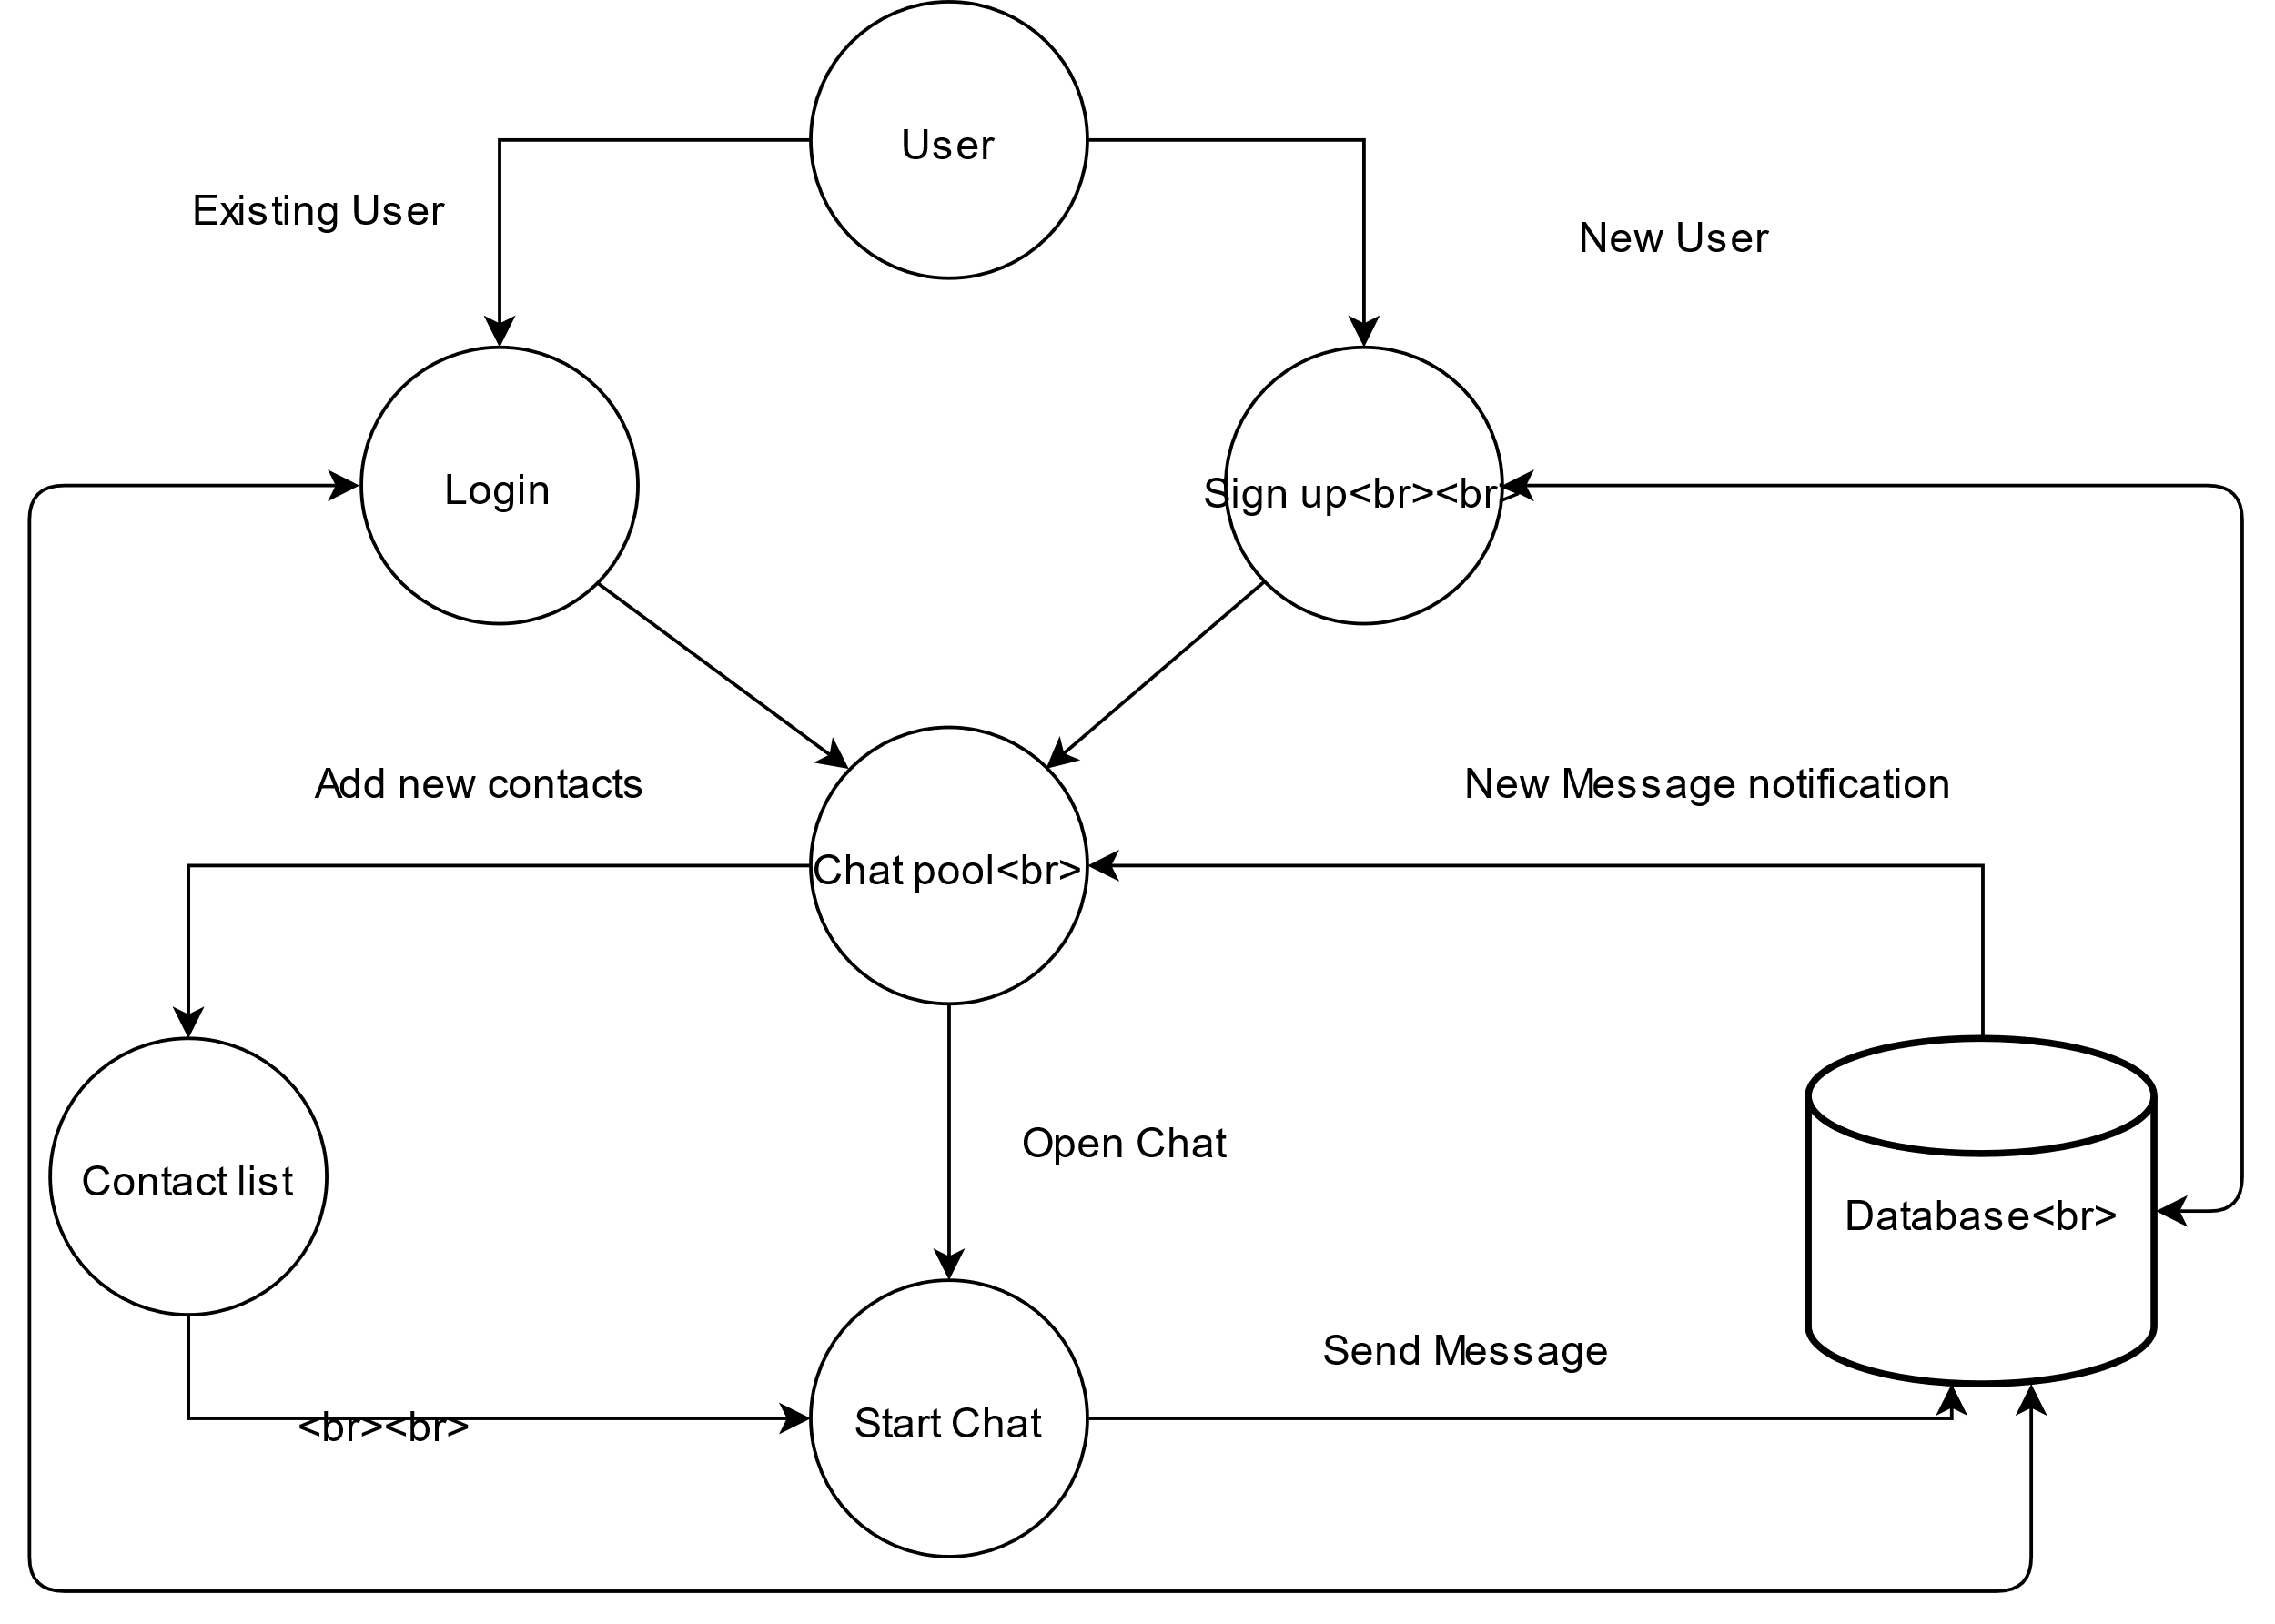 User
Existing User
New User
Login
Sign up<br><br>
Add new contacts
New Message notification
Chat pool<br>
Open Chat
Contact list
Database<br>
Send Message
<br><br>
Start Chat